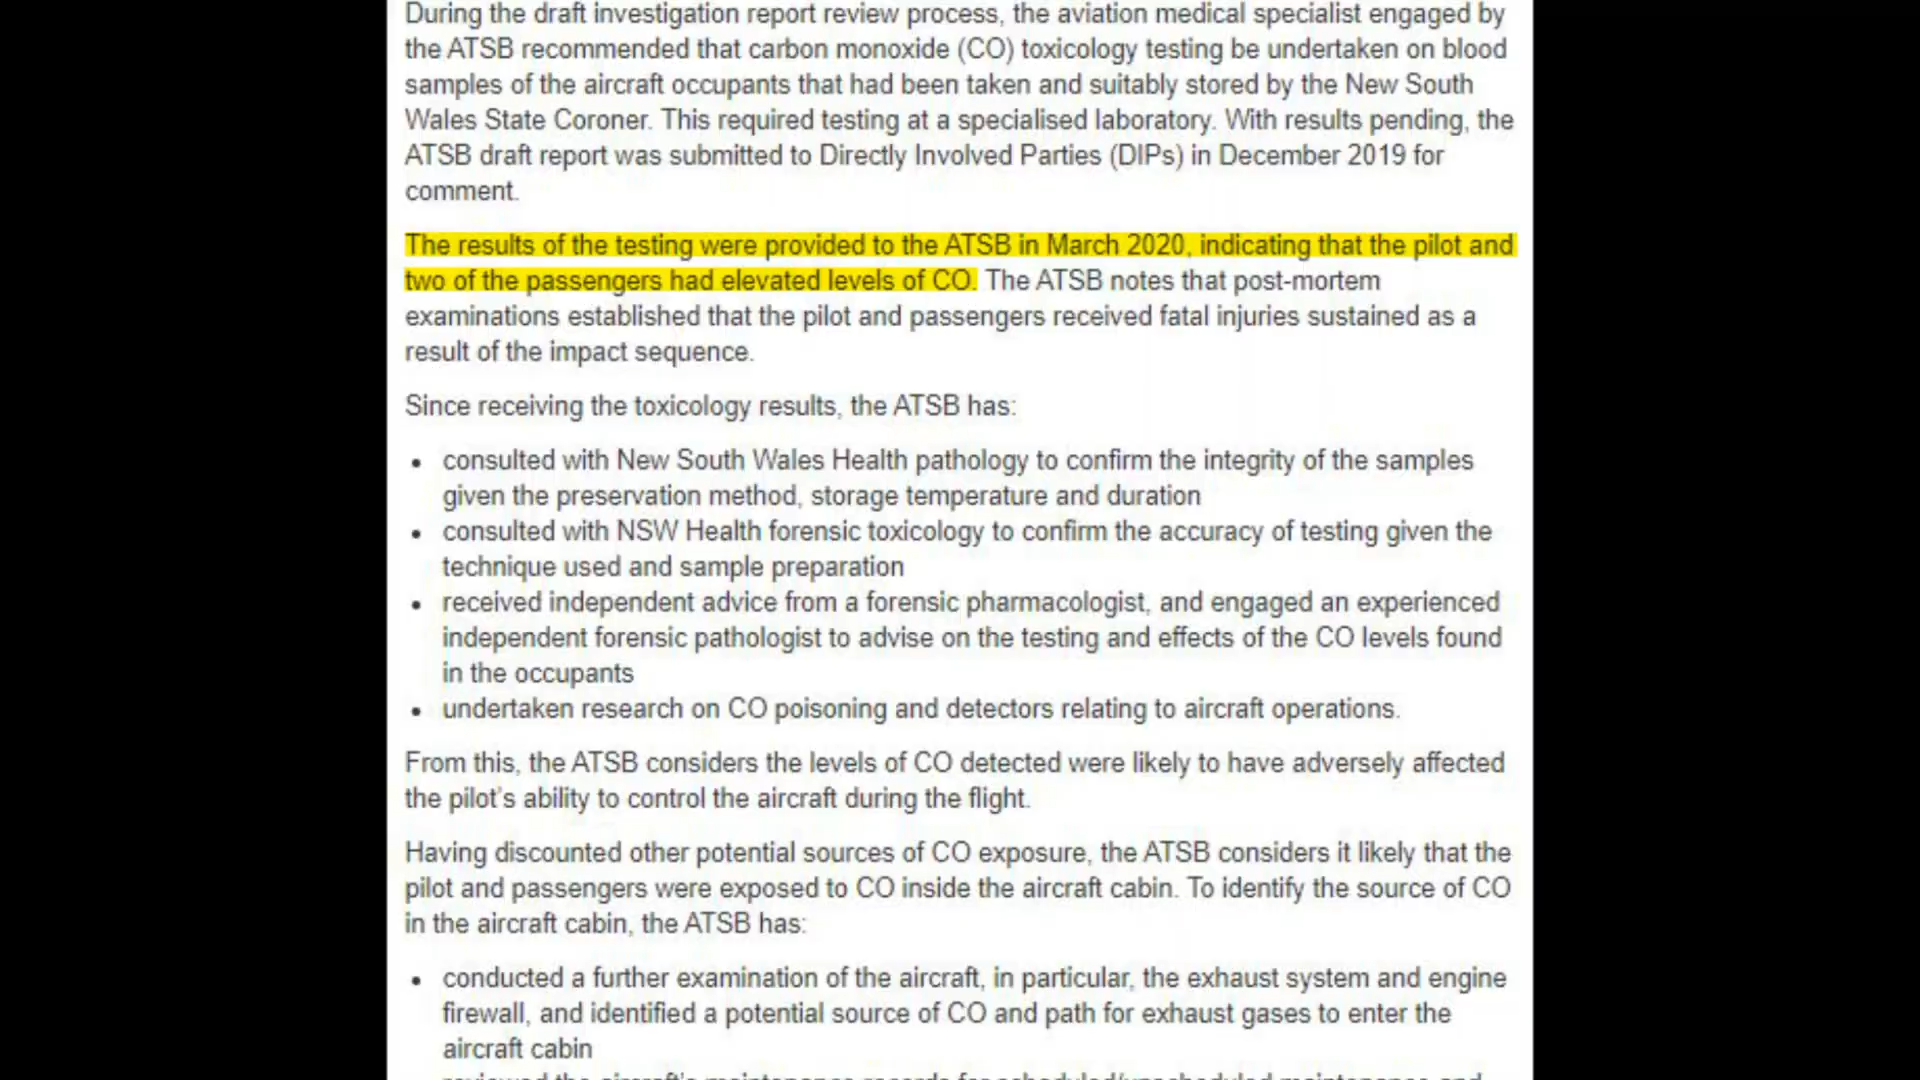 During the draft investigation report review process, the aviation medical specialist engaged by
the ATSB recommended that carbon monoxide (CO) toxicology testing be undertaken on blood
samples of the aircraft occupants that had been taken and suitably stored by the New South
Wales State Coroner. This required testing at a specialised laboratory. With results pending, the
ATSB draft report was submitted to Directly Involved Parties (DIPs) in December 2019 for
comment.
The results of the testing were provided to the ATSB in March 2020, indicating that the pilot and
two of the passengers had elevated levels of CO. The ATSB notes that post-mortem
examinations established that the pilot and passengers received fatal injuries sustained as a
result of the impact sequence.
Since receiving the toxicology results, the ATSB has:
• consulted with New South Wales Health pathology to confirm the integrity of the samples
given the preservation method, storage temperature and duration
• consulted with NSW Health forensic toxicology to confirm the accuracy of testing given the
technique used and sample preparation
• received independent advice from a forensic pharmacologist, and engaged an experienced
independent forensic pathologist to advise on the testing and effects of the CO levels found
in the occupants
• undertaken research on CO poisoning and detectors relating to aircraft operations.
From this, the ATSB considers the levels of CO detected were likely to have adversely affected
the pilot's ability to control the aircraft during the flight.
Having discounted other potential sources of CO exposure, the ATSB considers it likely that the
pilot and passengers were exposed to CO inside the aircraft cabin. To identify the source of CO
in the aircraft cabin, the ATSB has:
• conducted a further examination of the aircraft, in particular, the exhaust system and engine
firewall, and identified a potential source of CO and path for exhaust gases to enter the
aircraft cabin
reviewed the aircraft's maintenance records for scheduled/unscheduled maintenance and